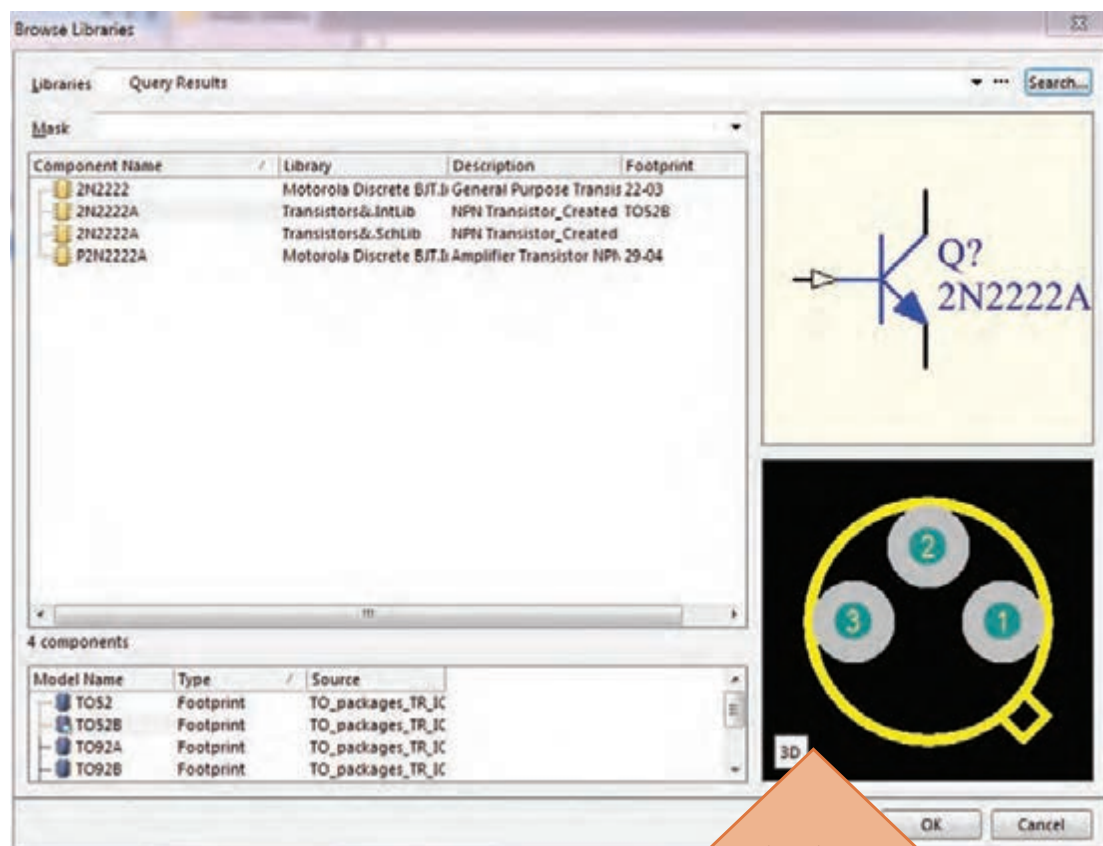 Browse Libraries
Libraries Query Results ... Search...
Mask
Component Name / Library Description Footprint
2N2222 Motorola Discrete BJT.I General Purpose Transis 22-03
2N2222A Transistors&.IntLib NPN Transistor_Created TO52B
2N2222A Transistors&.SchLib NPN Transistor_Created
P2N2222A Motorola Discrete BJT.I Amplifier Transistor NPN 29-04
Q?
2N2222A
4 components
Model Name Type / Source
TO52 Footprint TO_packages_TR_IC
TO52B Footprint TO_packages_TR_IC
TO92A Footprint TO_packages_TR_IC
TO92B Footprint TO_packages_TR_IC
2
3 1
3D
OK Cancel